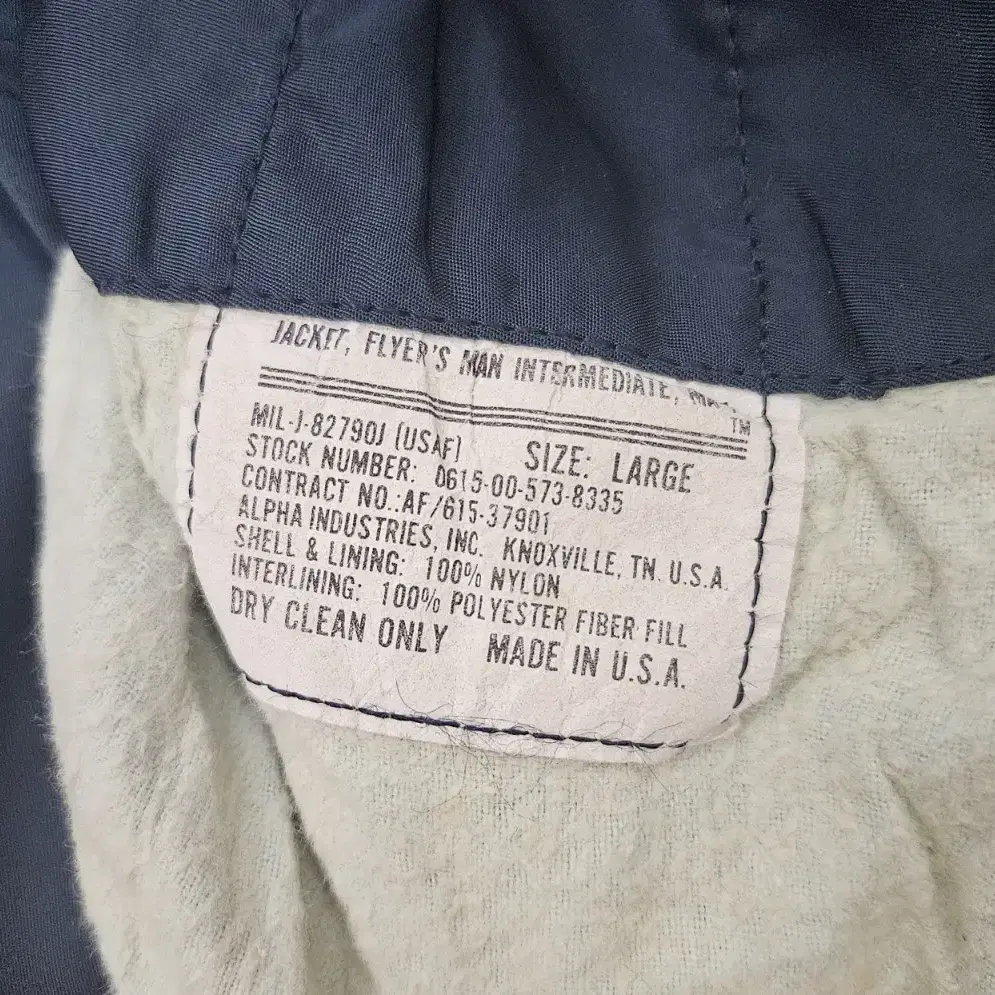 JACKET, FLYER'S MAN INTERMEDIATE,
TM
MIL-J-82790J (USAF) SIZE: LARGE
STOCK NUMBER: 0615-00-573-8335
CONTRACT NO.:AF/615-37901
ALPHA INDUSTRIES, INC. KNOXVILLE, TN. U.S.A.
SHELL & LINING: 100% NYLON
INTERLINING: 100% POLYESTER FIBER FILL
DRY CLEAN ONLY MADE IN U.S.A.